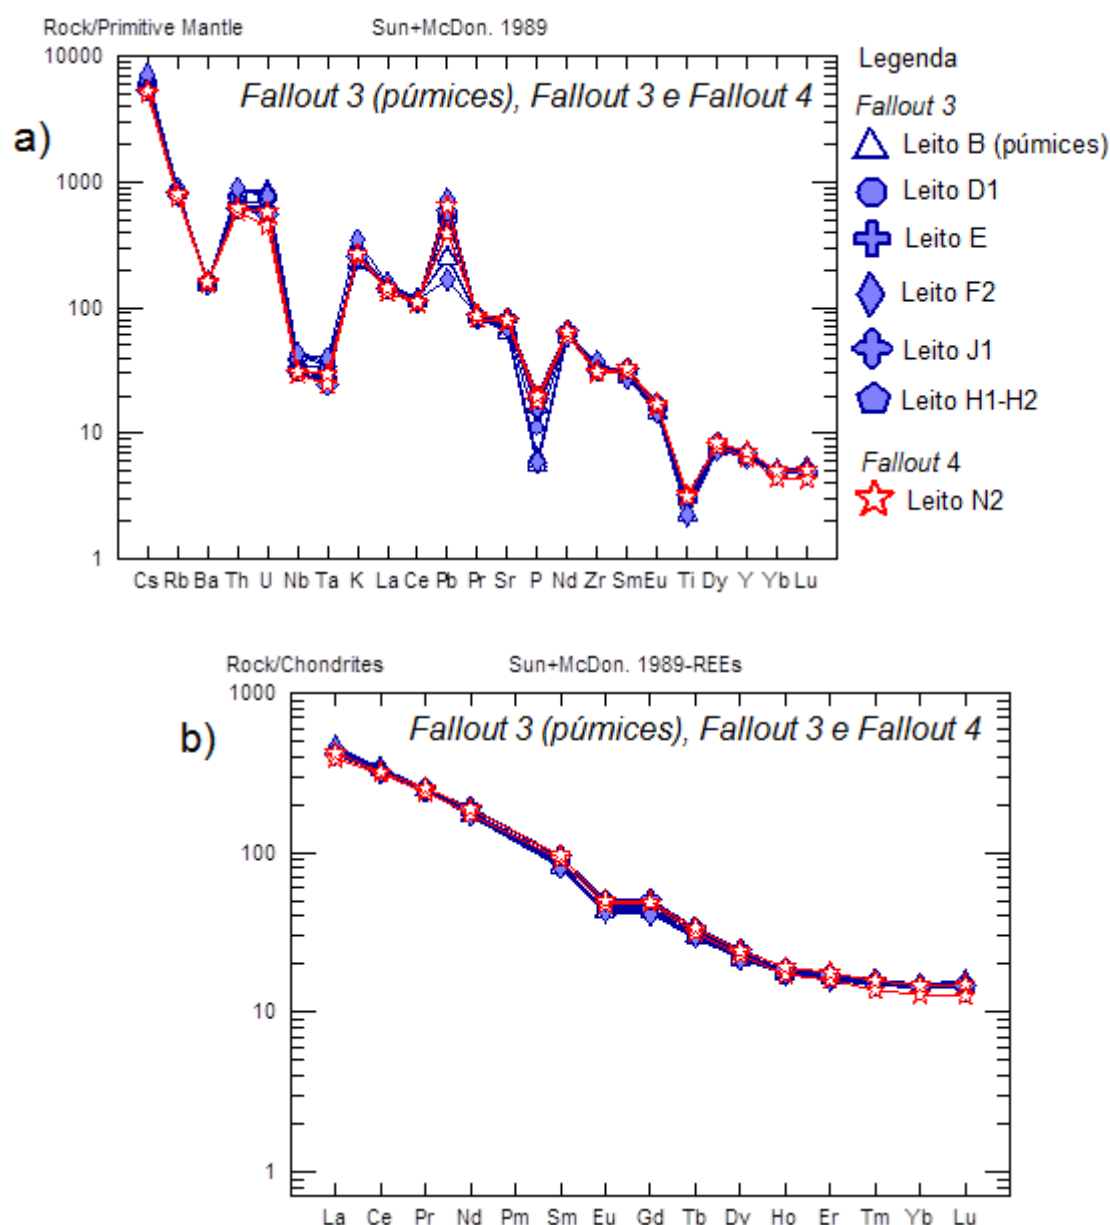 Rock/Primitive Mantle Sun+McDon. 1989
a)
10000
1000
100
10
1
Fallout 3 (púmices), Fallout 3 e Fallout 4
Cs Rb Ba Th U Nb Ta K La Ce Pb Pr Sr P Nd Zr Sm Eu Ti Dy Y Yb Lu
Legenda
Fallout 3
Leito B (púmices)
Leito D1
Leito E
Leito F2
Leito J1
Leito H1-H2
Fallout 4
Leito N2
Rock/Chondrites Sun+McDon. 1989-REEs
b)
1000
100
10
1
Fallout 3 (púmices), Fallout 3 e Fallout 4
La Ce Pr Nd Pm Sm Eu Gd Tb Dy Ho Er Tm Yb Lu